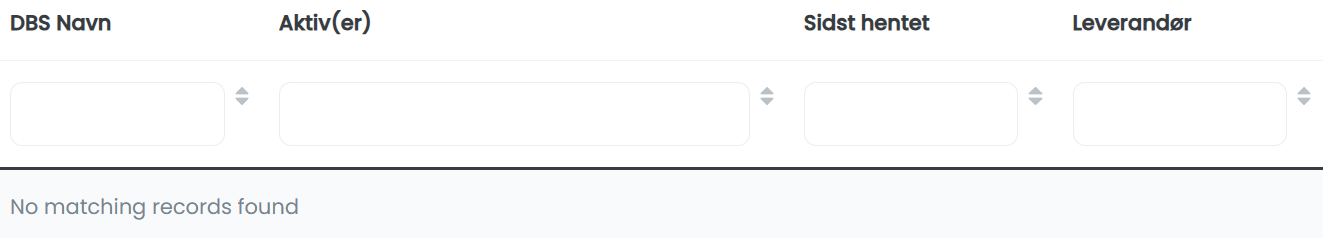 DBS Navn Aktiv(er) Sidst hentet Leverandør
No matching records found